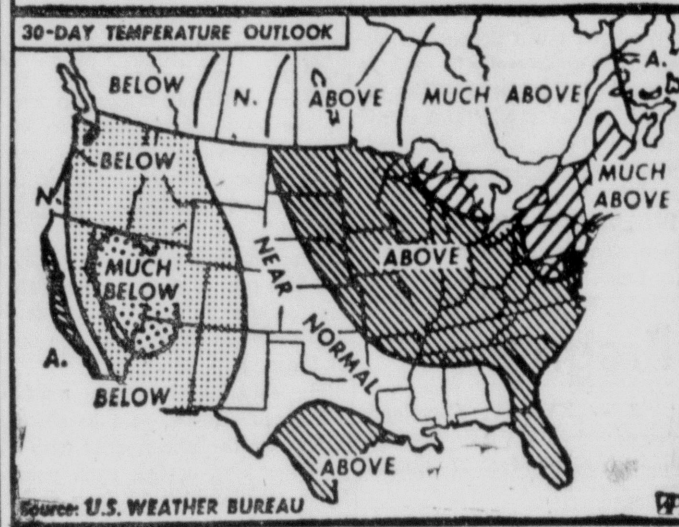 30-DAY TEMPERATURE OUTLOOK
BELOW
N.
ABOVE
MUCH ABOVE
A.
BELOW
MUCH
ABOVE
N.
NEAR
NORMAL
ABOVE
MUCH
BELOW
A.
BELOW
ABOVE
Source: U.S. WEATHER BUREAU